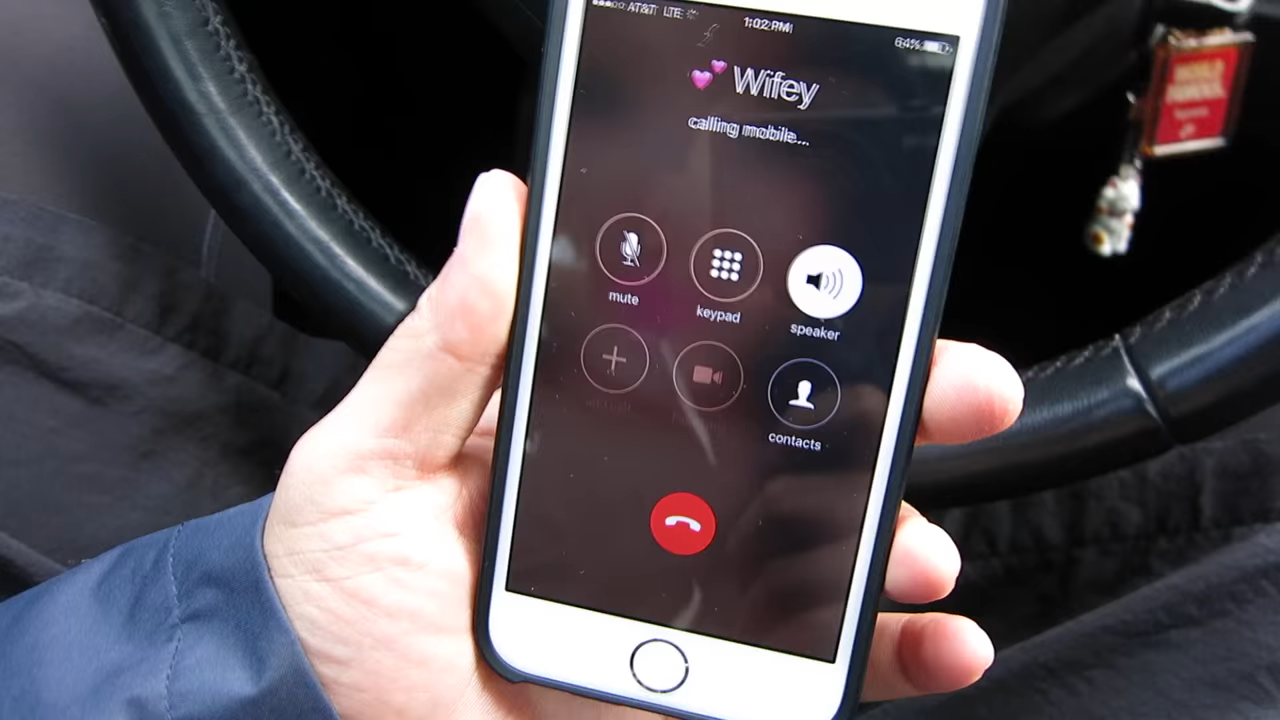 AT&T LTE 1:02 PM 64%
💕 Wifey
calling mobile...
mute
keypad
speaker
contacts